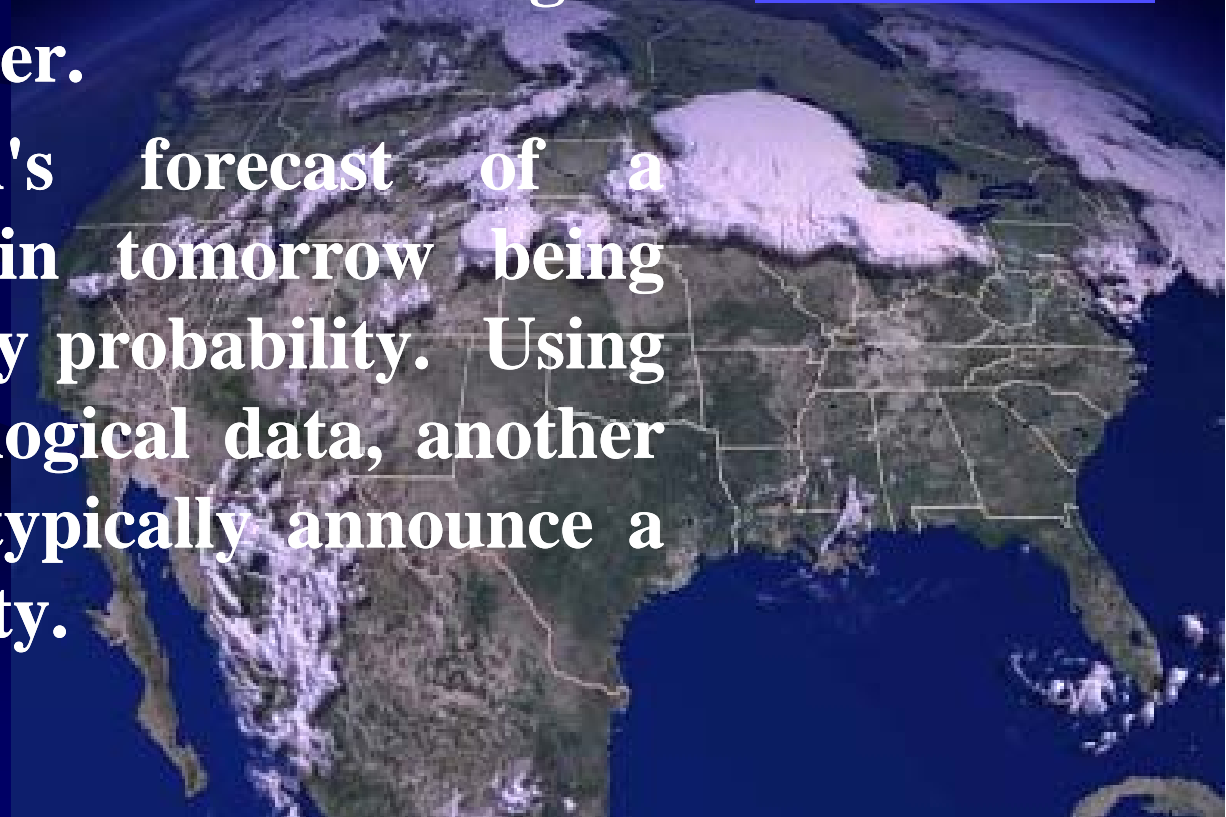 er.
's forecast of a
in tomorrow being
y probability. Using
logical data, another
typically announce a
ty.